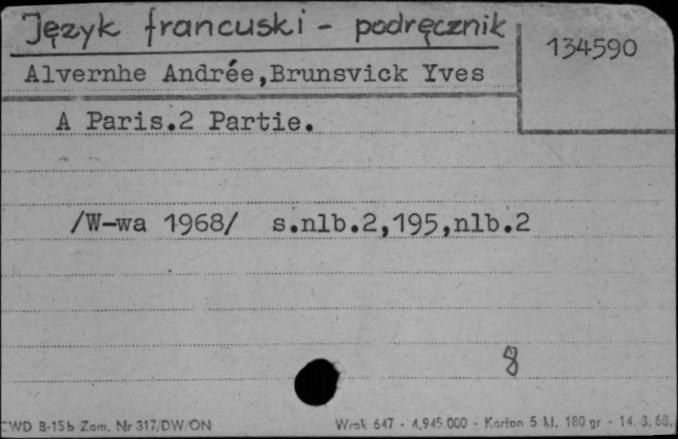 Język francuski - podręcznik
134590
Alvernhe Andrée,Brunsvick Yves
A Paris.2 Partie.
/W-wa 1968/ s.nlb.2,195,nlb.2
8
CWD B-15b Zam. Nr 317/DW/ON Wrak 647 - 4.945.000 - Karton 5 kl. 180 gr - 14. 3. 68.